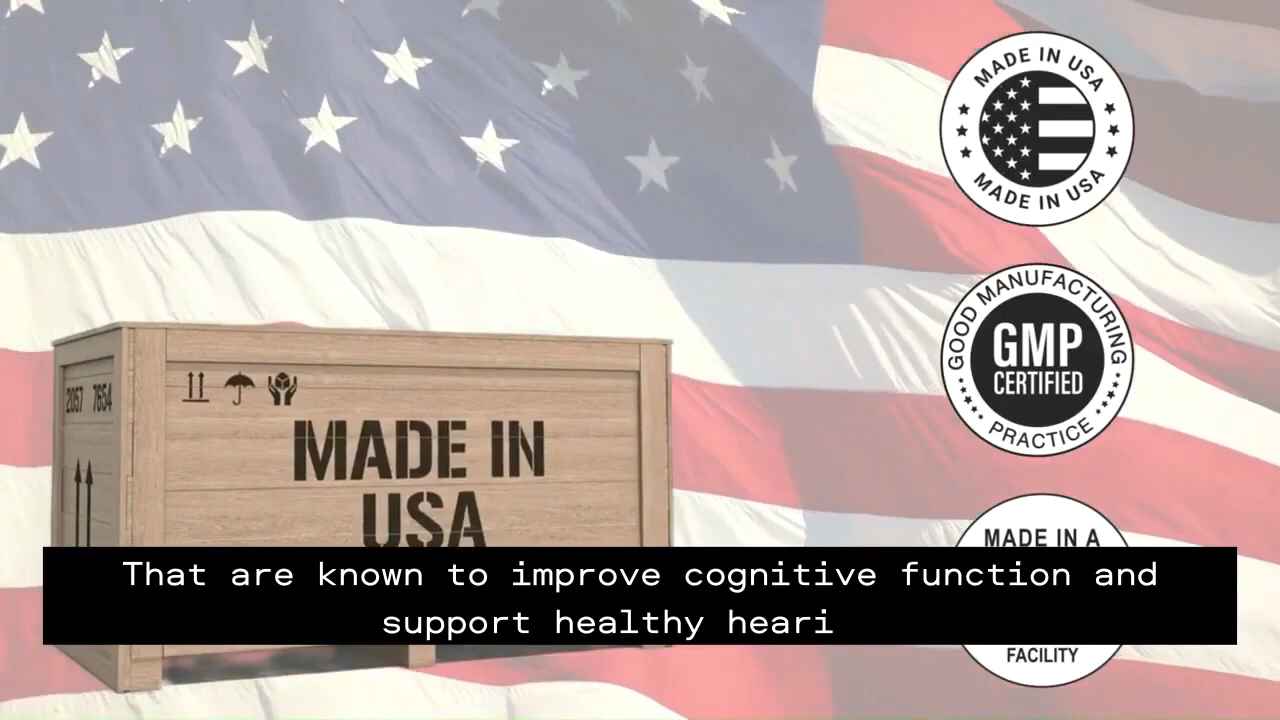 MADE IN USA
MADE IN USA
GOOD MANUFACTURING
GMP
CERTIFIED
PRACTICE
2067 7654
MADE IN
USA
MADE IN A
That are known to improve cognitive function and
support healthy heari
FACILITY